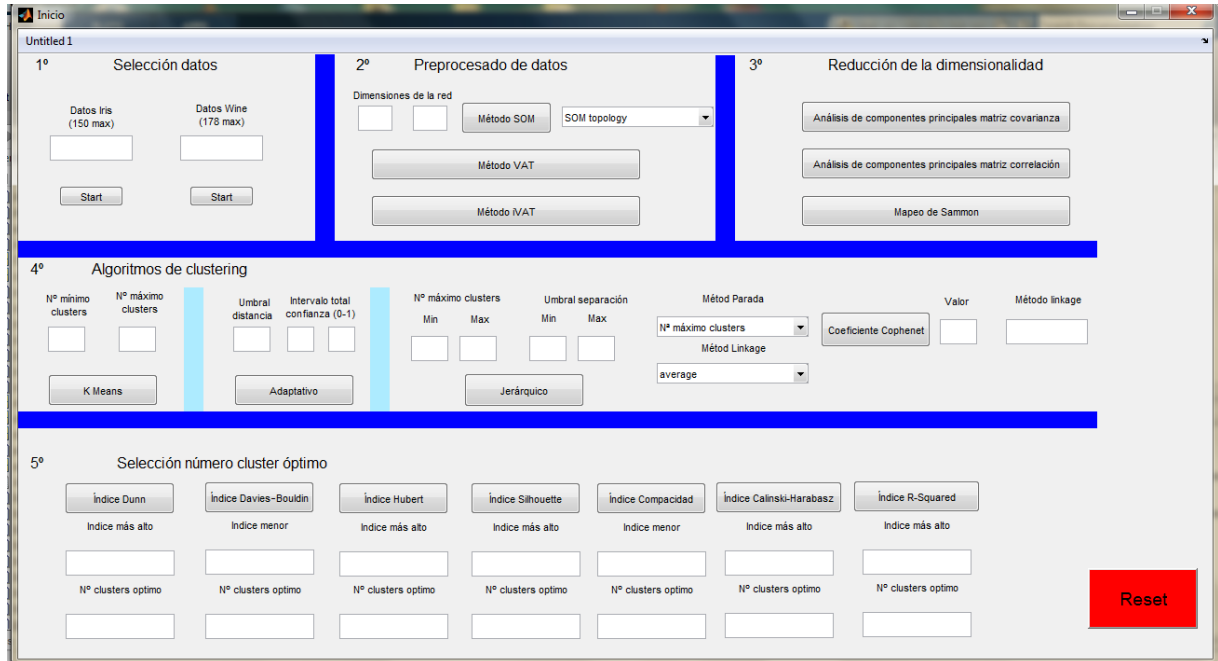 Inicio
Untitled 1
1º Selección datos
Datos Iris
(150 max)
Datos Wine
(178 max)
Start
Start
2º Preprocesado de datos
Dimensiones de la red
Método SOM
SOM topology
Método VAT
Método iVAT
3º Reducción de la dimensionalidad
Análisis de componentes principales matriz covarianza
Análisis de componentes principales matriz correlación
Mapeo de Sammon
4º Algoritmos de clustering
Nº mínimo
clusters
Nº máximo
clusters
K Means
Umbral
distancia
Intervalo total
confianza (0-1)
Adaptativo
Nº máximo clusters
Min Max
Umbral separación
Min Max
Jerárquico
Métod Parada
Nª máximo clusters
Métod Linkage
average
Coeficiente Cophenet
Valor
Método linkage
5º Selección número cluster óptimo
Índice Dunn
Índice Davies-Bouldin
Índice Hubert
Índice Silhouette
Índice Compacidad
Índice Calinski-Harabasz
Índice R-Squared
Indice más alto
Indice menor
Indice más alto
Indice más alto
Indice menor
Indice más alto
Indice más alto
Nº clusters optimo
Nº clusters optimo
Nº clusters optimo
Nº clusters optimo
Nº clusters optimo
Nº clusters optimo
Nº clusters optimo
Reset